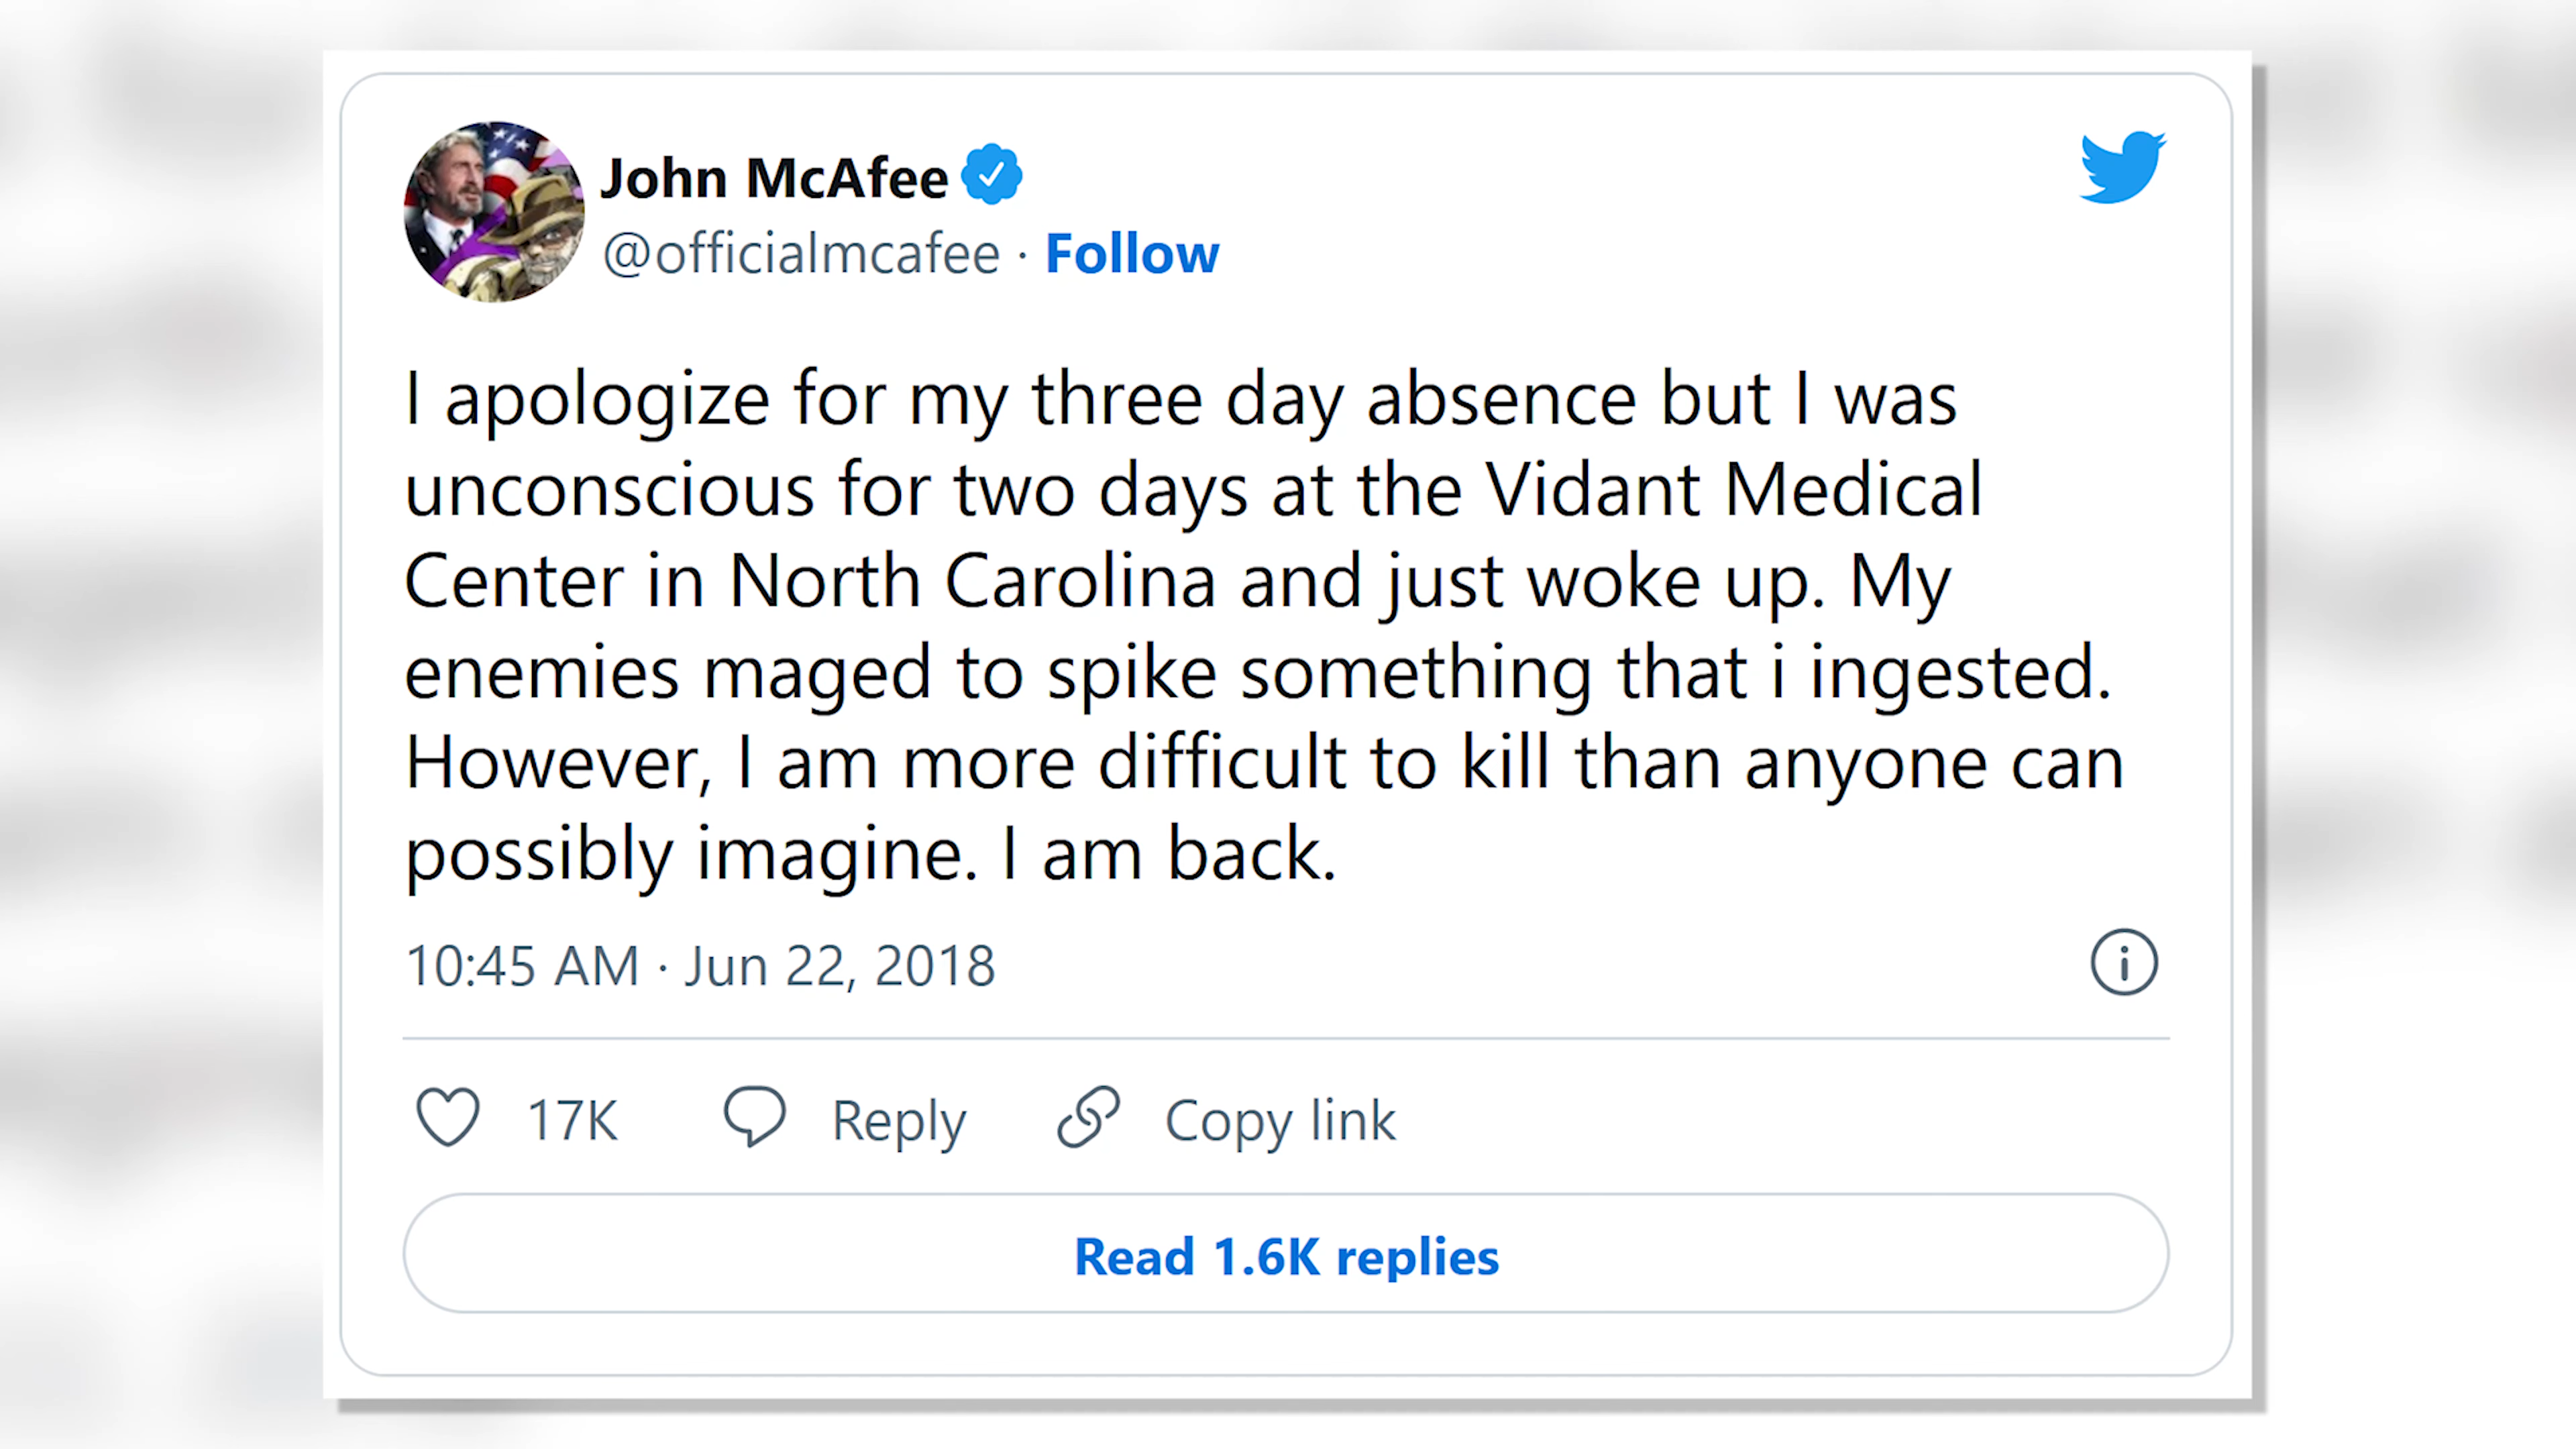 John McAfee
@officialmcafee · Follow
I apologize for my three day absence but I was
unconscious for two days at the Vidant Medical
Center in North Carolina and just woke up. My
enemies maged to spike something that i ingested.
However, I am more difficult to kill than anyone can
possibly imagine. I am back.
10:45 AM · Jun 22, 2018
17K Reply Copy link
Read 1.6K replies